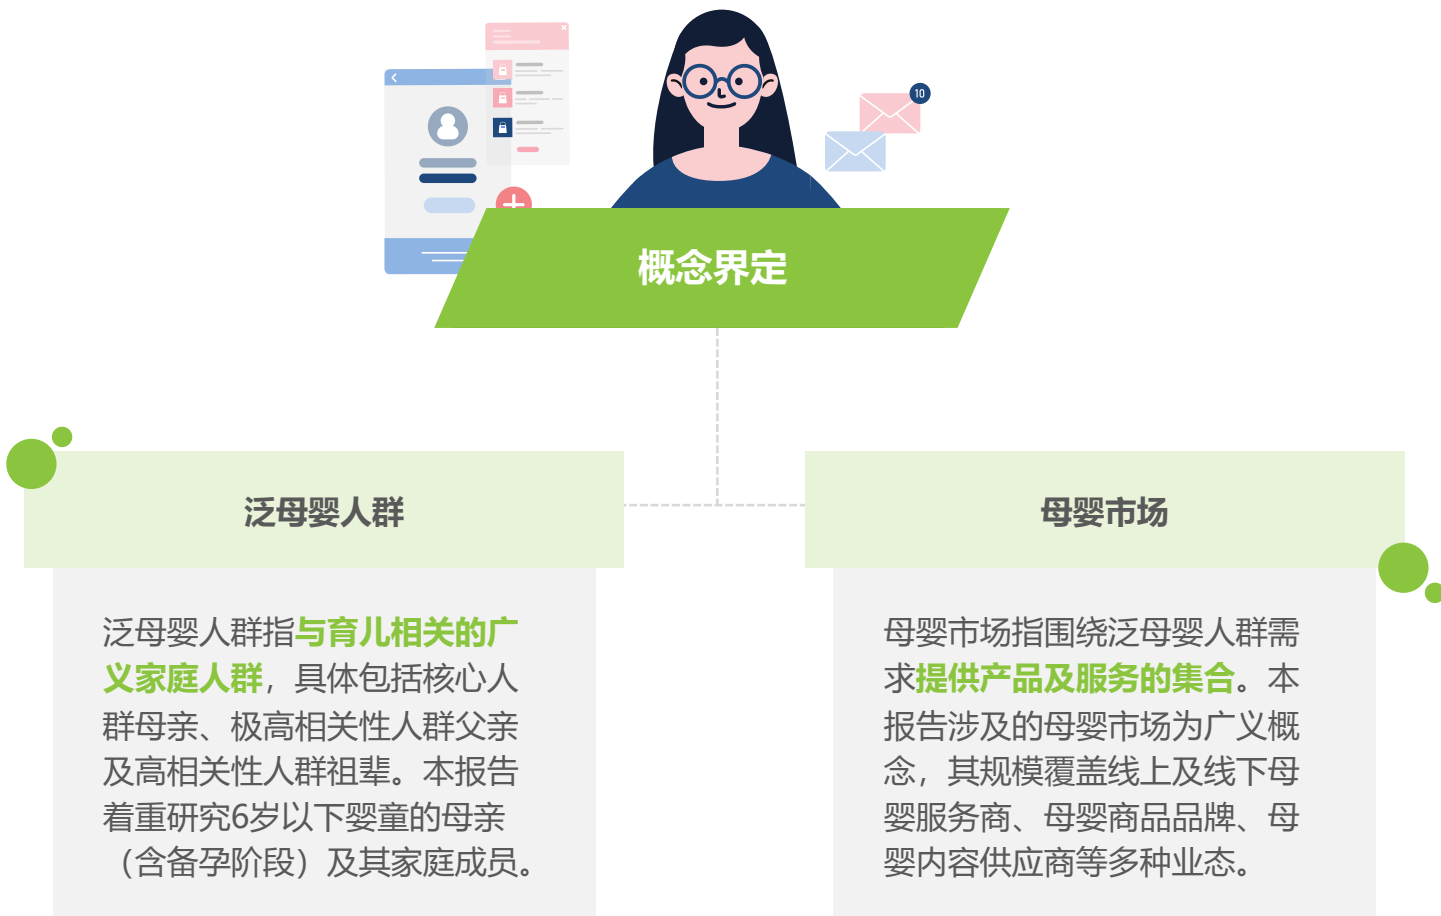 10
概念界定
泛母婴人群
母婴市场
泛母婴人群指与育儿相关的广
义家庭人群，具体包括核心人
群母亲、极高相关性人群父亲
及高相关性人群祖辈。本报告
着重研究6岁以下婴童的母亲
（含备孕阶段）及其家庭成员。
母婴市场指围绕泛母婴人群需
求提供产品及服务的集合。本
报告涉及的母婴市场为广义概
念，其规模覆盖线上及线下母
婴服务商、母婴商品品牌、母
婴内容供应商等多种业态。